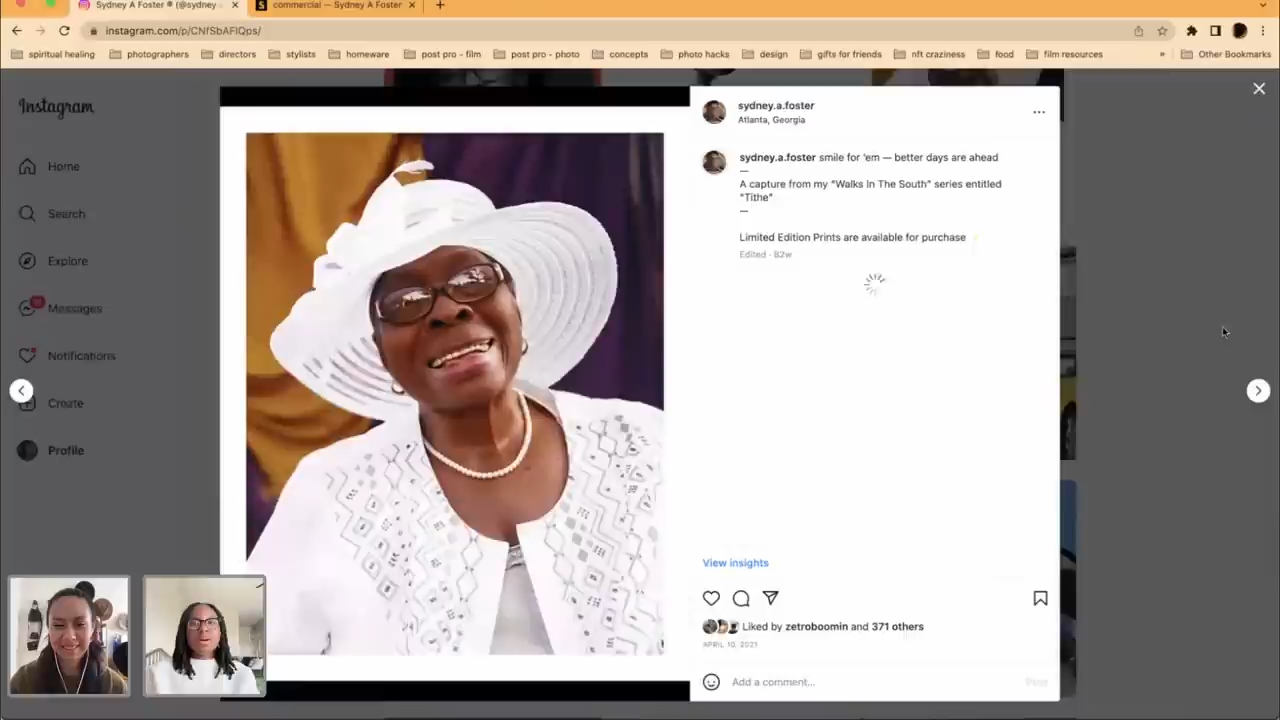 Sydney A Foster ® (@sydney
commercial — Sydney A Foster
instagram.com/p/CNfSbAFlQps/
spiritual healing
photographers
directors
stylists
homeware
post pro - film
post pro - photo
concepts
photo hacks
design
gifts for friends
nft craziness
food
film resources
»
Other Bookmarks
Instagram
Home
Search
Explore
Messages
Notifications
Create
Profile
sydney.a.foster
Atlanta, Georgia
sydney.a.foster smile for 'em — better days are ahead
—
A capture from my "Walks In The South" series entitled
"Tithe"
—
Limited Edition Prints are available for purchase
Edited · 82w
View insights
Liked by zetroboomin and 371 others
APRIL 10, 2021
Add a comment...
Post